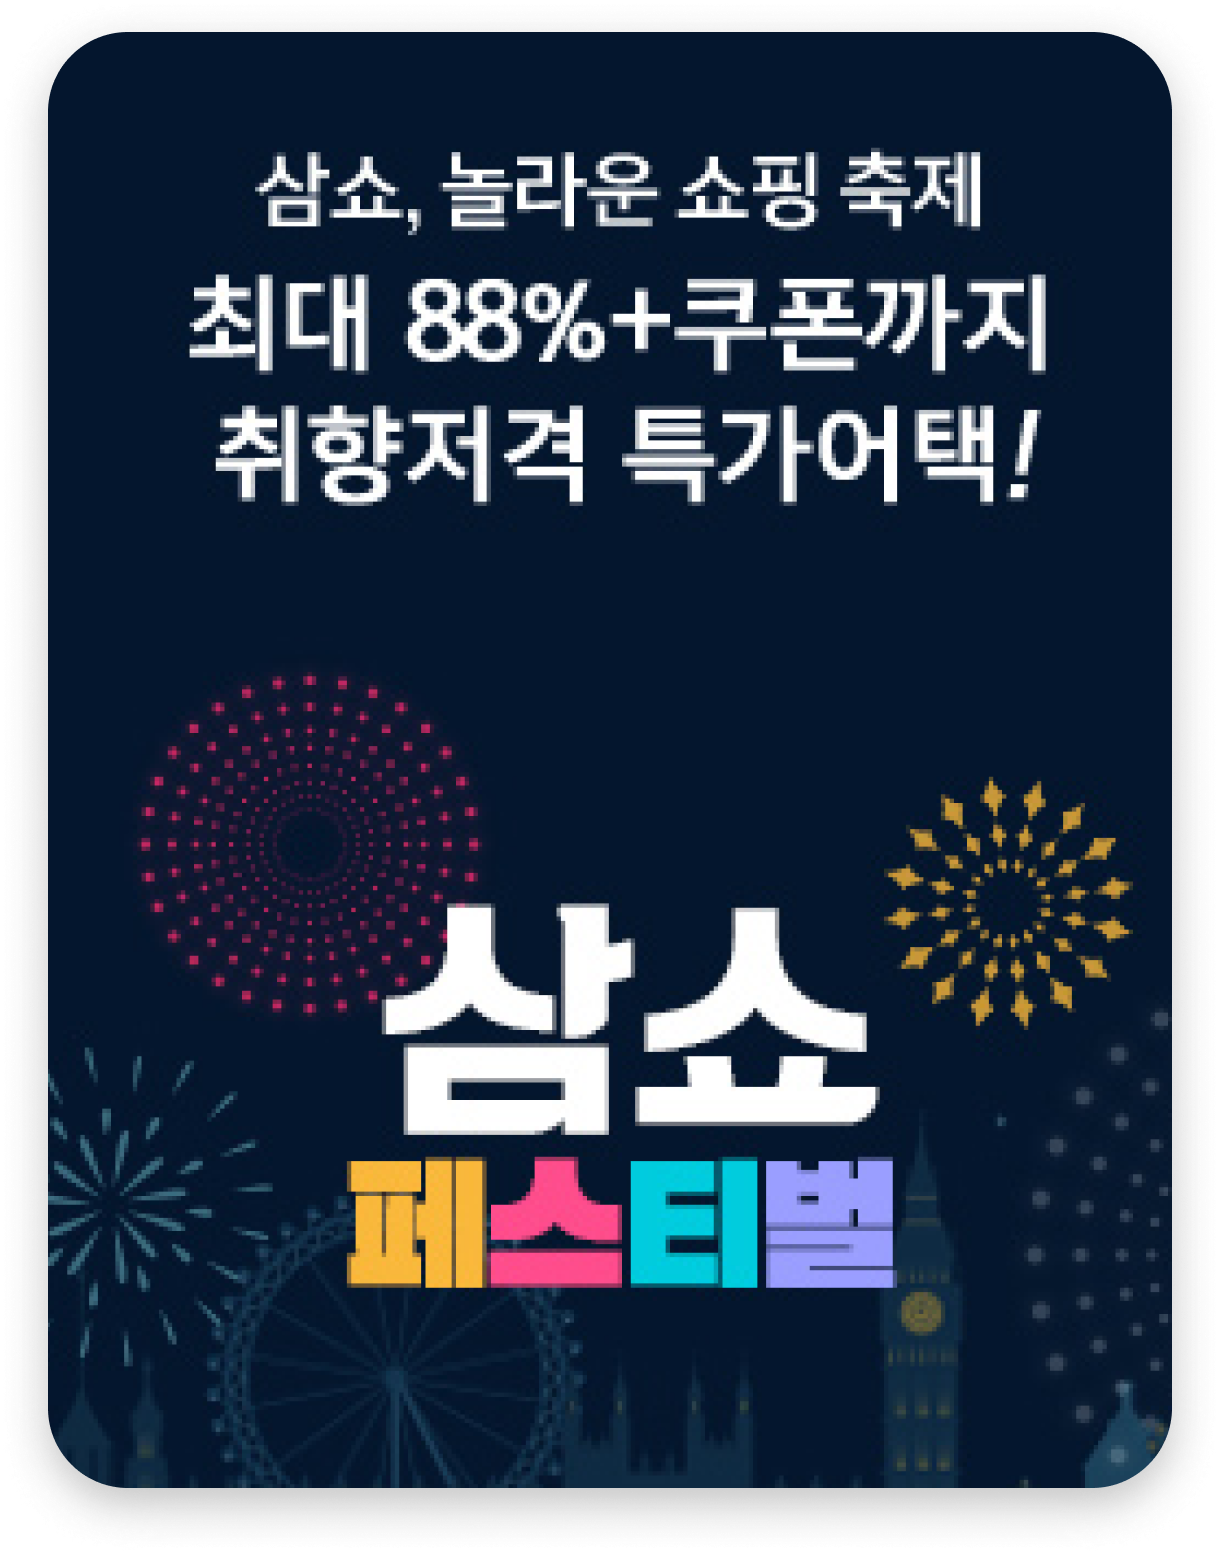 삼쇼, 놀라운 쇼핑 축제
최대 88%+쿠폰까지
취향저격 특가어택!
삼쇼
페스티벌